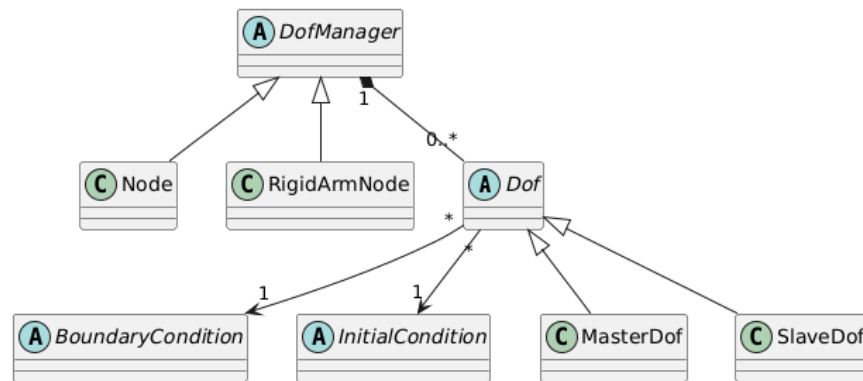 A DofManager
1
0..*
C Node
C RigidArmNode
A Dof
*
*
1
1
A BoundaryCondition
A InitialCondition
C MasterDof
C SlaveDof